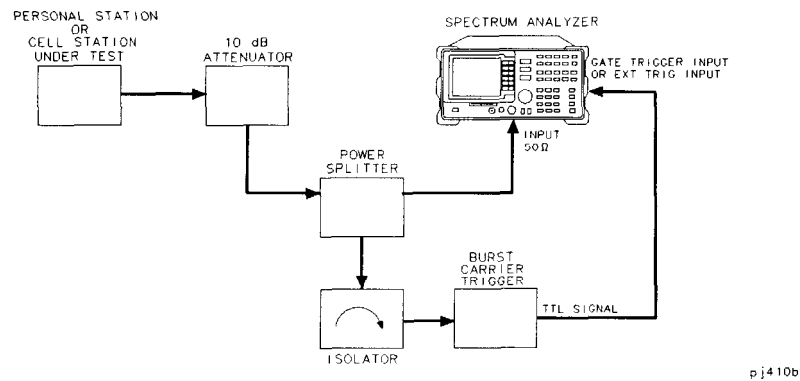 PERSONAL STATION
OR
CELL STATION
UNDER TEST
10 dB
ATTENUATOR
SPECTRUM ANALYZER
GATE TRIGGER INPUT
OR EXT TRIG INPUT
INPUT
50Ω
POWER
SPLITTER
BURST
CARRIER
TRIGGER
TTL SIGNAL
ISOLATOR
pj410b